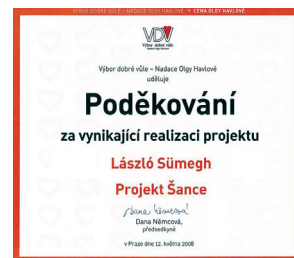 VÝBOR DOBRÉ VŮLE – NADACE OLGY HAVLOVÉ • CENA OLGY HAVLOVÉ
VDV
Výbor dobré vůle
Nadace Olgy Havlové
Výbor dobré vůle – Nadace Olgy Havlové
uděluje
Poděkování
za vynikající realizaci projektu
László Sümegh
Projekt Šance
Dana Němcová
Dana Němcová,
předsedkyně
v Praze dne 12. května 2008